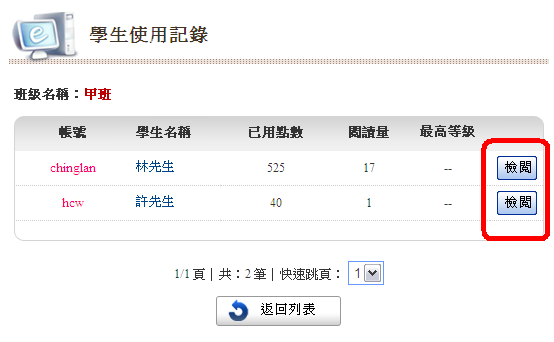 學生使用記錄
班級名稱：甲班
帳號 學生名稱 已用點數 閱讀量 最高等級
chinglan 林先生 525 17 -- 檢閱
hcw 許先生 40 1 -- 檢閱
1/1 頁 | 共：2 筆 | 快速跳頁： 1
返回列表